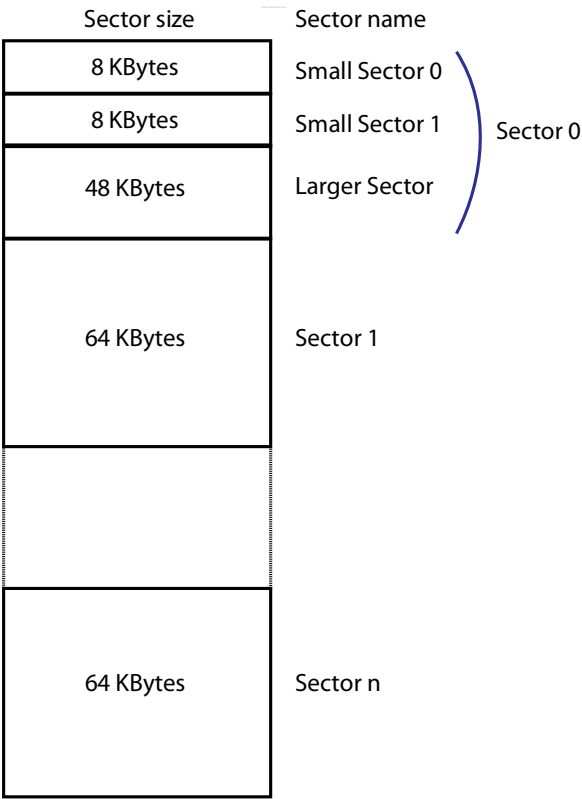 Sector size Sector name
8 KBytes Small Sector 0
8 KBytes Small Sector 1
Sector 0
48 KBytes Larger Sector
64 KBytes Sector 1
64 KBytes Sector n